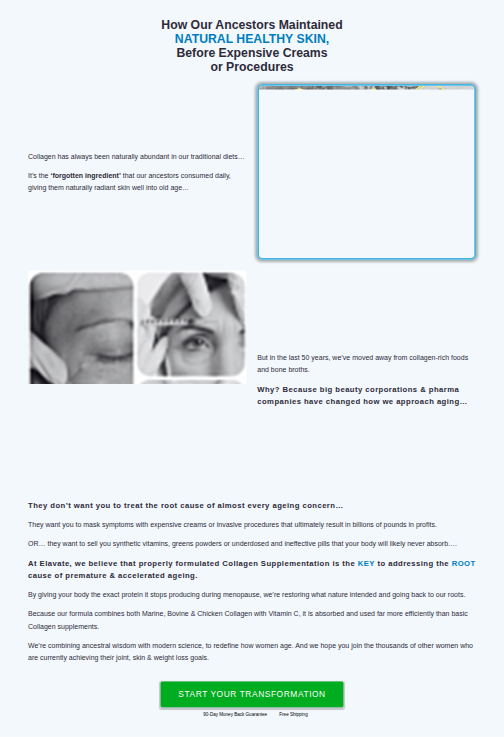 How Our Ancestors Maintained
NATURAL HEALTHY SKIN,
Before Expensive Creams
or Procedures
Collagen has always been naturally abundant in our traditional diets…
It's the 'forgotten ingredient' that our ancestors consumed daily,
giving them naturally radiant skin well into old age…
But in the last 50 years, we've moved away from collagen-rich foods
and bone broths.
Why? Because big beauty corporations & pharma
companies have changed how we approach aging…
They don't want you to treat the root cause of almost every ageing concern…
They want you to mask symptoms with expensive creams or invasive procedures that ultimately result in billions of pounds in profits.
OR… they want to sell you synthetic vitamins, greens powders or underdosed and ineffective pills that your body will likely never absorb….
At Elavate, we believe that properly formulated Collagen Supplementation is the KEY to addressing the ROOT
cause of premature & accelerated ageing.
By giving your body the exact protein it stops producing during menopause, we're restoring what nature intended and going back to our roots.
Because our formula combines both Marine, Bovine & Chicken Collagen with Vitamin C, it is absorbed and used far more efficiently than basic
Collagen supplements.
We're combining ancestral wisdom with modern science, to redefine how women age. And we hope you join the thousands of other women who
are currently achieving their joint, skin & weight loss goals.
START YOUR TRANSFORMATION
90-Day Money Back Guarantee Free Shipping